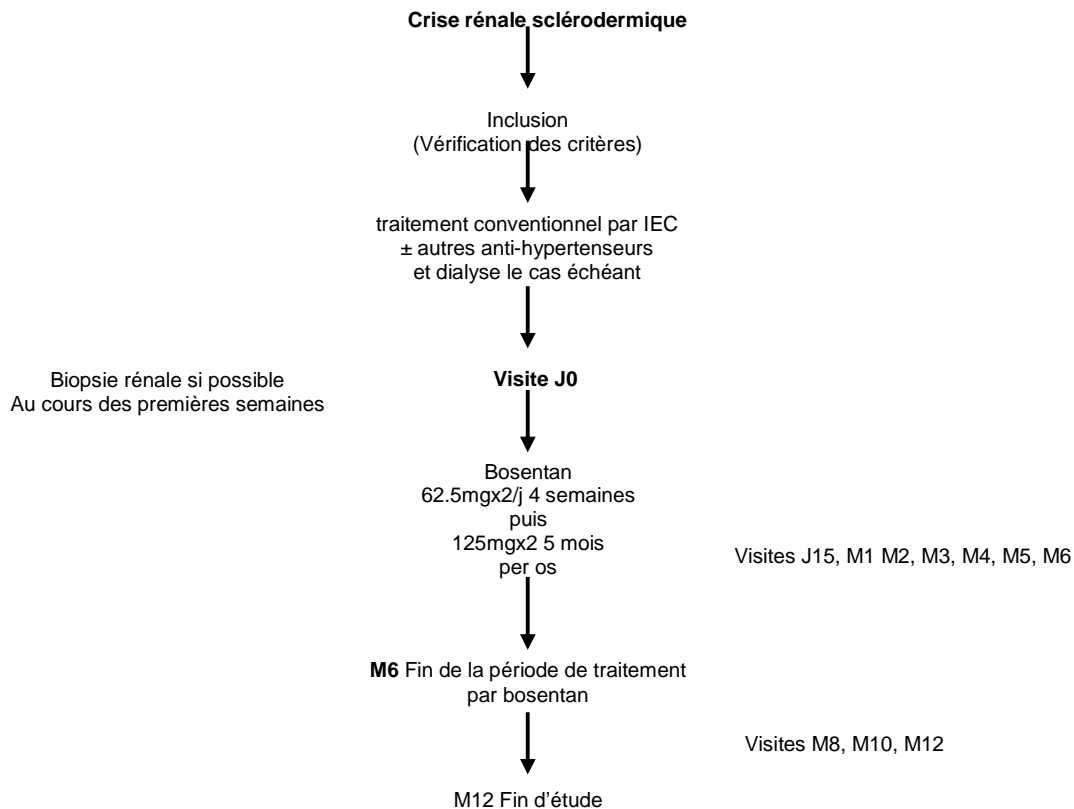 Crise rénale sclérodermique
Inclusion
(Vérification des critères)
traitement conventionnel par IEC
± autres anti-hypertenseurs
et dialyse le cas échéant
Biopsie rénale si possible
Au cours des premières semaines
Visite J0
Bosentan
62.5mgx2/j 4 semaines
puis
125mgx2 5 mois
per os
Visites J15, M1 M2, M3, M4, M5, M6
M6 Fin de la période de traitement
par bosentan
Visites M8, M10, M12
M12 Fin d'étude